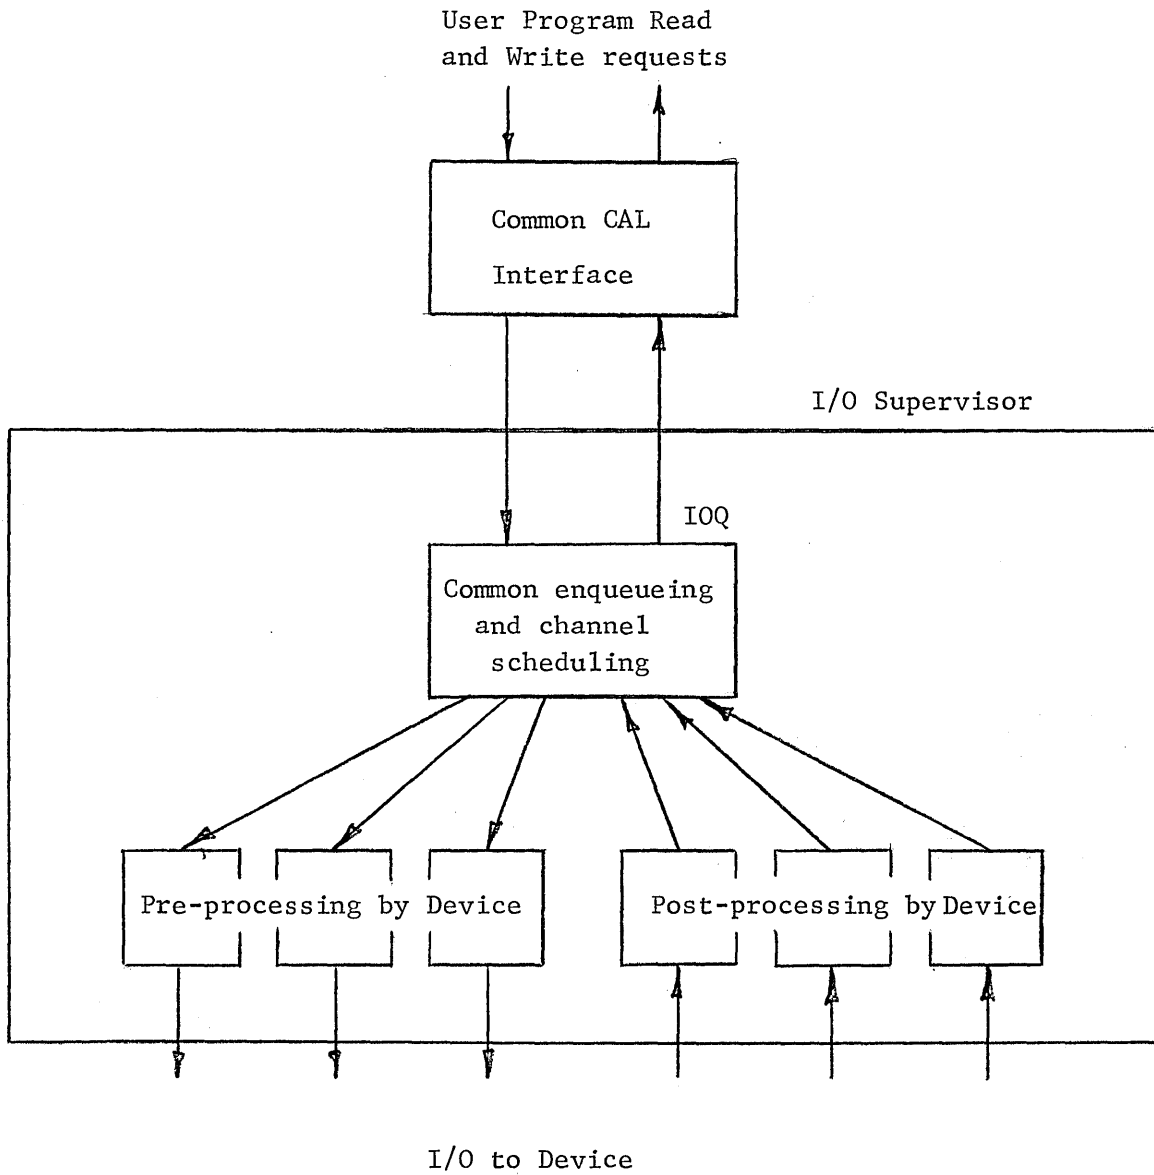 User Program Read
and Write requests
Common CAL
Interface
I/O Supervisor
IOQ
Common enqueueing
and channel
scheduling
Pre-processing by Device
Post-processing by Device
I/O to Device